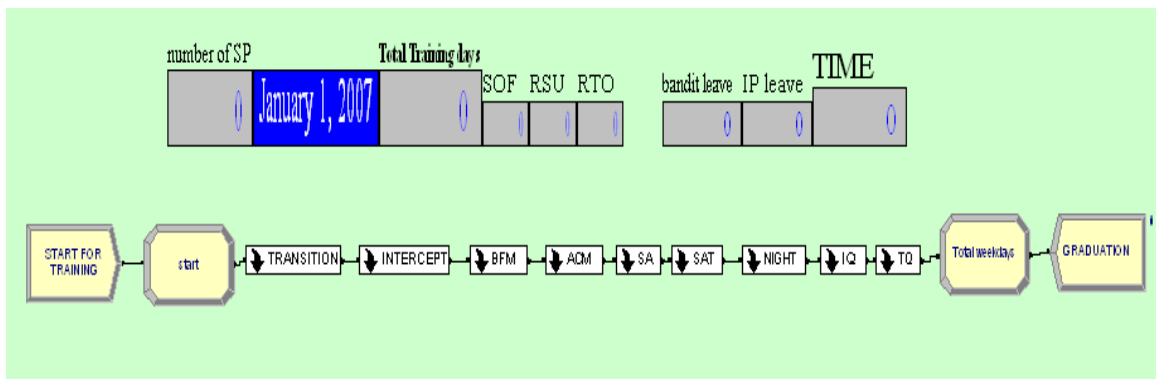 number of SP
Total Training days
TIME
SOF RSU RTO
bandit leave IP leave
0
January 1, 2007
0
0
0
0
0
0
0
START FOR TRAINING
start
TRANSITION
INTERCEPT
BFM
ACM
SA
SAT
NIGHT
IQ
TQ
Total weekdays
GRADUATION